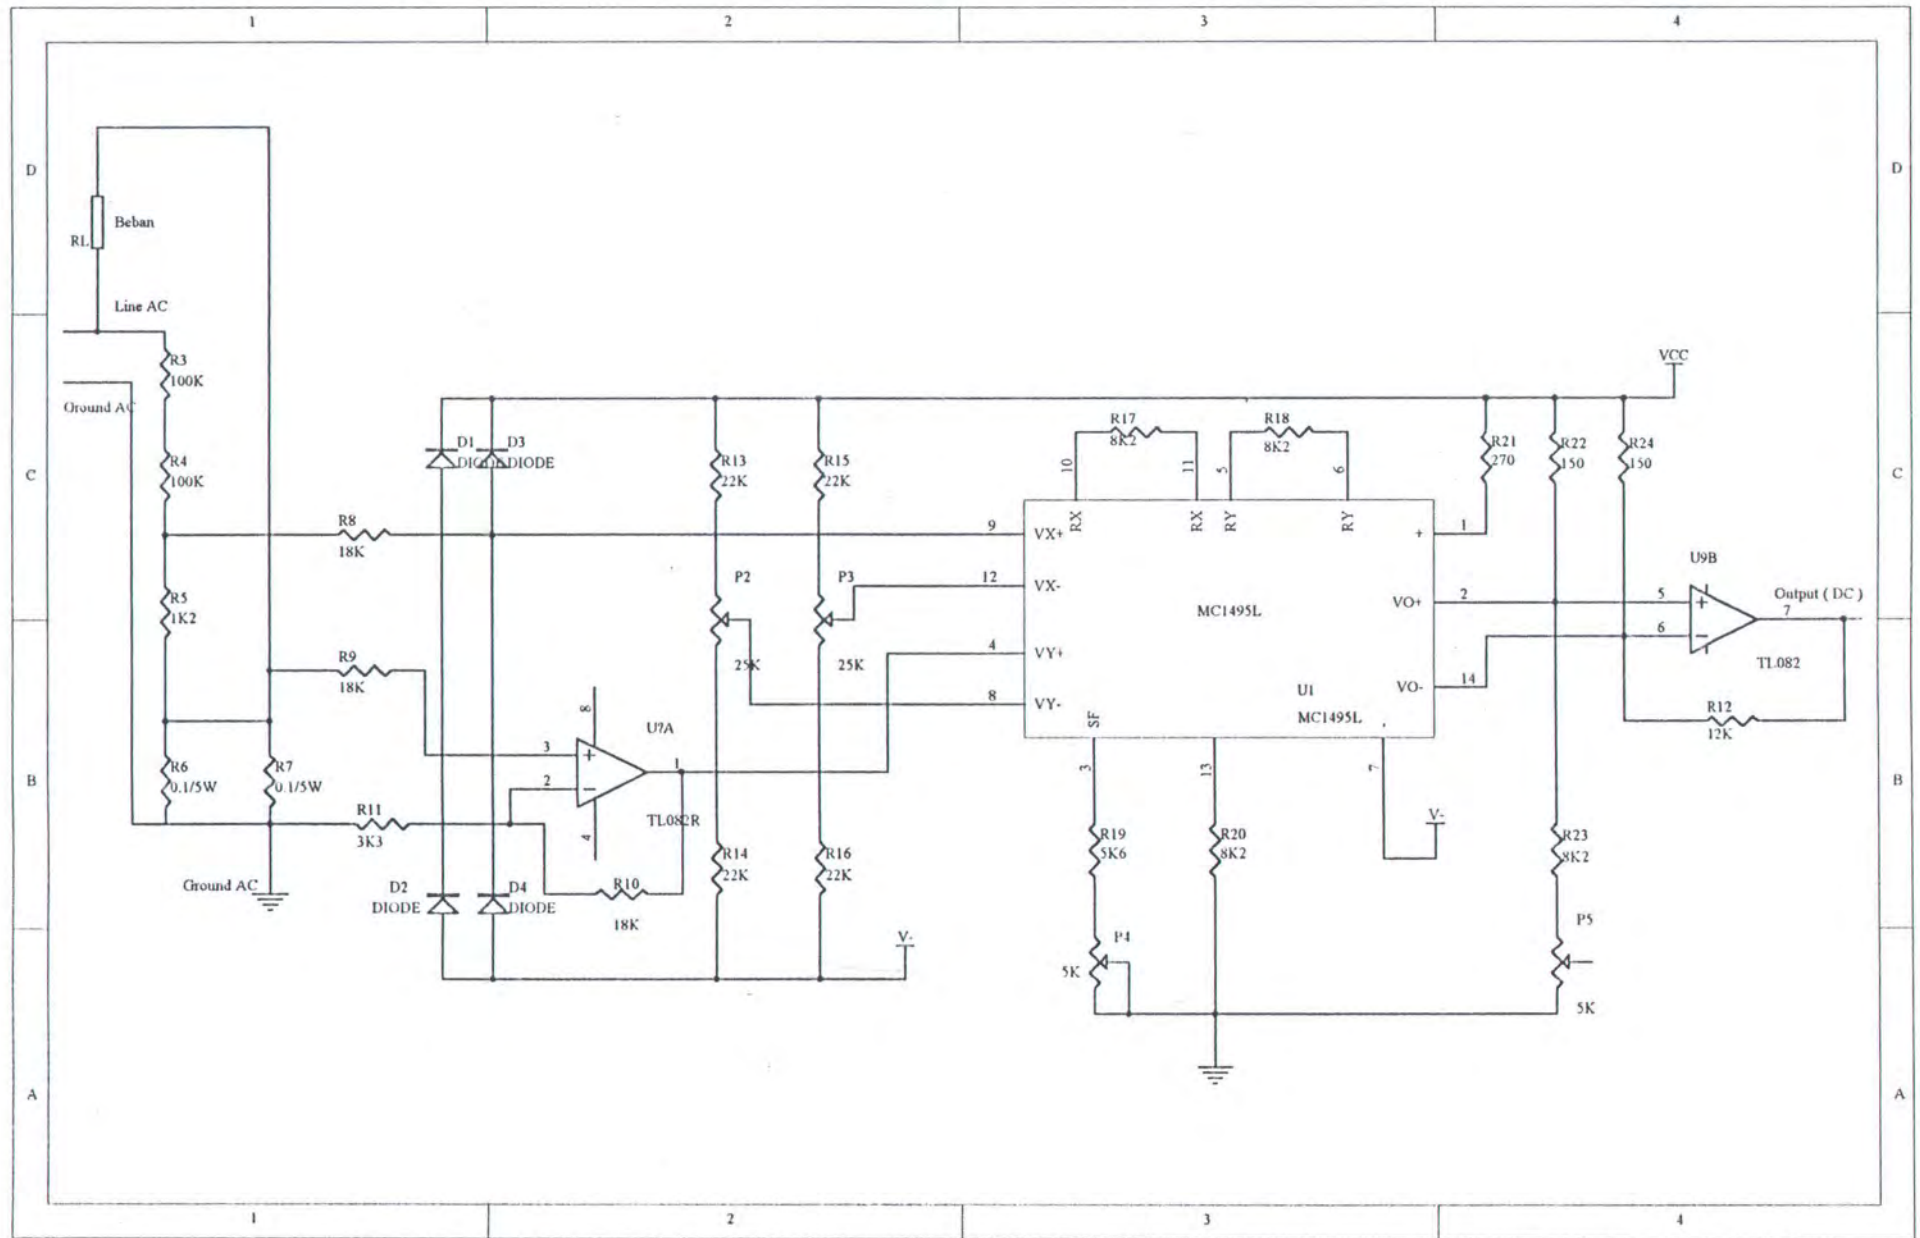 1 2 3 4
D D
Beban
RL
Line AC
R3
100K
Ground AC
VCC
D1
DIODE
D3
DIODE
R17
8K2
R18
8K2
C C
R4
100K
R13
22K
R15
22K
10
11
5
6
R21
270
R22
150
R24
150
RX
RX
RY
RY
R8
18K
9
VX+
+
1
U9B
P2
P3
12
VX-
R5
1K2
MC1495L
VO+
2
5
+
Output ( DC )
7
6
-
R9
18K
25K
25K
4
VY+
TL082
8
VY-
U1
MC1495L
VO-
14
SF
-
R12
12K
8
U?A
3
+
1
2
-
B B
R6
0.1/5W
R7
0.1/5W
3
13
7
R11
3K3
TL082R
4
V-
R19
5K6
R20
8K2
R23
8K2
R14
22K
R16
22K
Ground AC
D2
DIODE
D4
DIODE
R10
18K
V-
P4
5K
P5
5K
A A
1 2 3 4